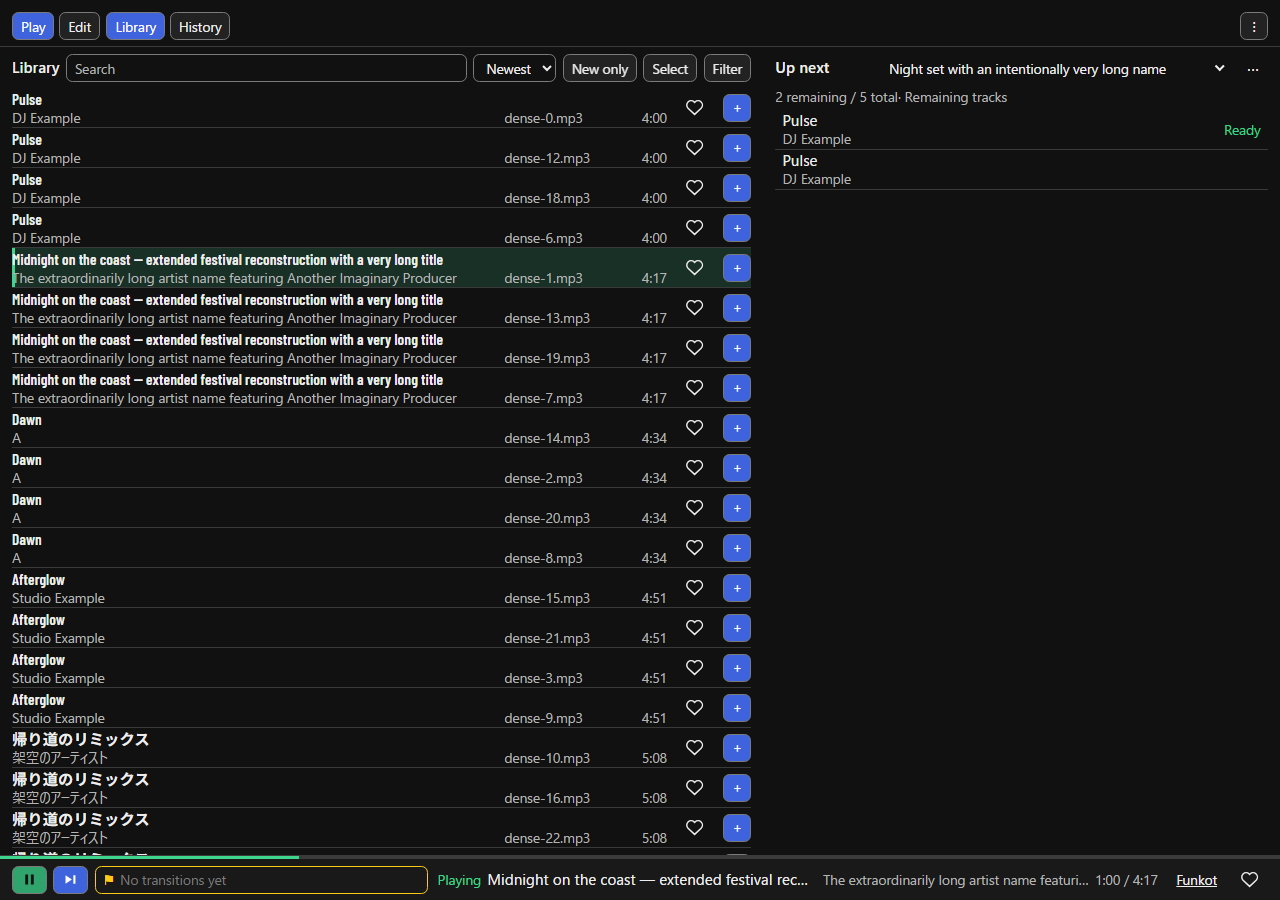 Play Edit Library History ⋮
Library Search Newest New only Select Filter
Up next Night set with an intentionally very long name ...
2 remaining / 5 total· Remaining tracks
Pulse
DJ Example
Ready
Pulse
DJ Example
Pulse
DJ Example dense-0.mp3 4:00 +
Pulse
DJ Example dense-12.mp3 4:00 +
Pulse
DJ Example dense-18.mp3 4:00 +
Pulse
DJ Example dense-6.mp3 4:00 +
Midnight on the coast — extended festival reconstruction with a very long title
The extraordinarily long artist name featuring Another Imaginary Producer dense-1.mp3 4:17 +
Midnight on the coast — extended festival reconstruction with a very long title
The extraordinarily long artist name featuring Another Imaginary Producer dense-13.mp3 4:17 +
Midnight on the coast — extended festival reconstruction with a very long title
The extraordinarily long artist name featuring Another Imaginary Producer dense-19.mp3 4:17 +
Midnight on the coast — extended festival reconstruction with a very long title
The extraordinarily long artist name featuring Another Imaginary Producer dense-7.mp3 4:17 +
Dawn
A dense-14.mp3 4:34 +
Dawn
A dense-2.mp3 4:34 +
Dawn
A dense-20.mp3 4:34 +
Dawn
A dense-8.mp3 4:34 +
Afterglow
Studio Example dense-15.mp3 4:51 +
Afterglow
Studio Example dense-21.mp3 4:51 +
Afterglow
Studio Example dense-3.mp3 4:51 +
Afterglow
Studio Example dense-9.mp3 4:51 +
帰り道のリミックス
架空のアーティスト dense-10.mp3 5:08 +
帰り道のリミックス
架空のアーティスト dense-16.mp3 5:08 +
帰り道のリミックス
架空のアーティスト dense-22.mp3 5:08 +
No transitions yet Playing Midnight on the coast — extended festival rec... The extraordinarily long artist name featuri... 1:00 / 4:17 Funkot